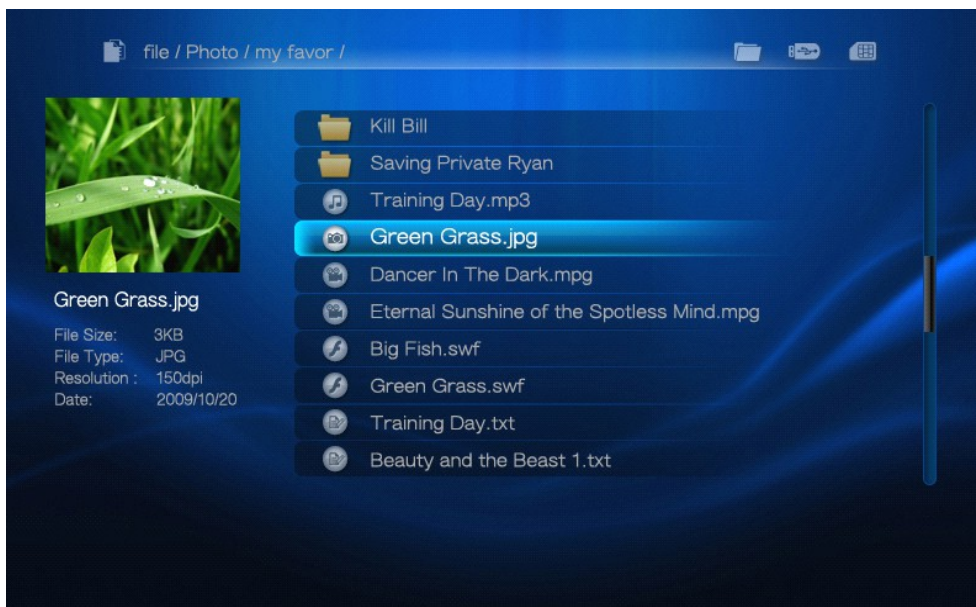 file / Photo / my favor /
Kill Bill
Saving Private Ryan
Training Day.mp3
Green Grass.jpg
Dancer In The Dark.mpg
Eternal Sunshine of the Spotless Mind.mpg
Big Fish.swf
Green Grass.swf
Training Day.txt
Beauty and the Beast 1.txt
Green Grass.jpg
File Size: 3KB
File Type: JPG
Resolution : 150dpi
Date: 2009/10/20